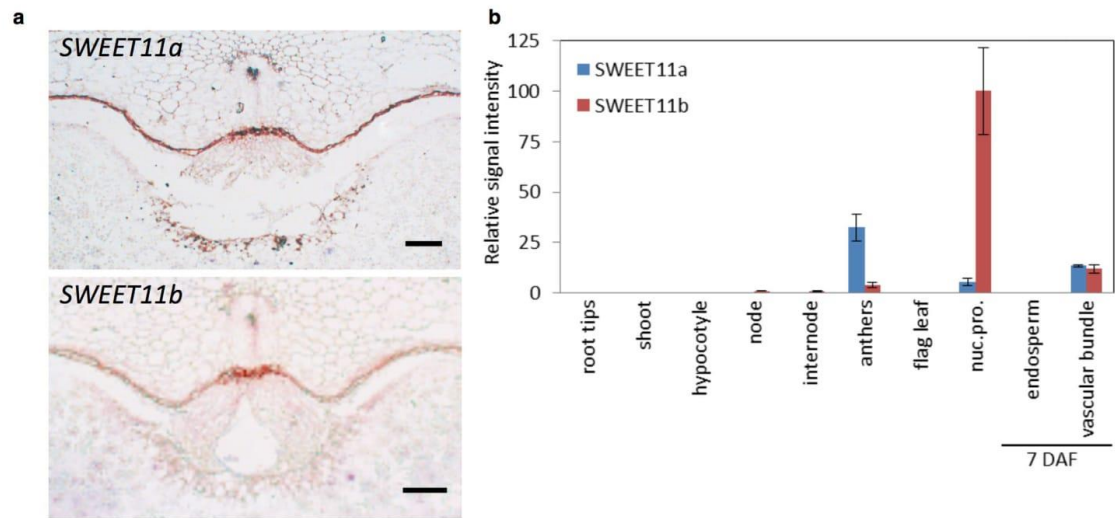 a
SWEET11a
SWEET11b
b
Relative signal intensity
125
100
75
50
25
0
SWEET11a
SWEET11b
root tips
shoot
hypocotyle
node
internode
anthers
flag leaf
nuc.pro.
endosperm
vascular bundle
7 DAF